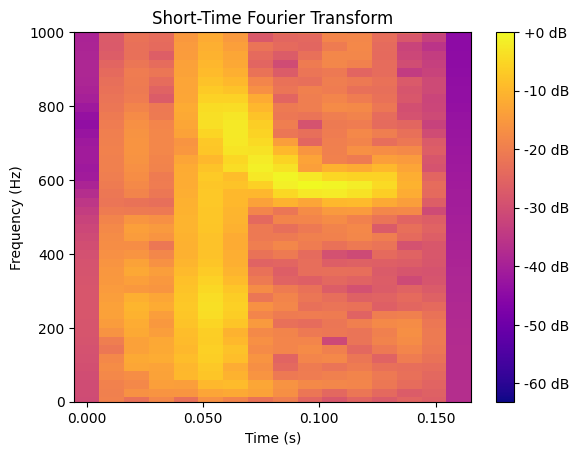 Short-Time Fourier Transform
Frequency (Hz)
1000
800
600
400
200
0
0.000
0.050
0.100
0.150
Time (s)
+0 dB
-10 dB
-20 dB
-30 dB
-40 dB
-50 dB
-60 dB